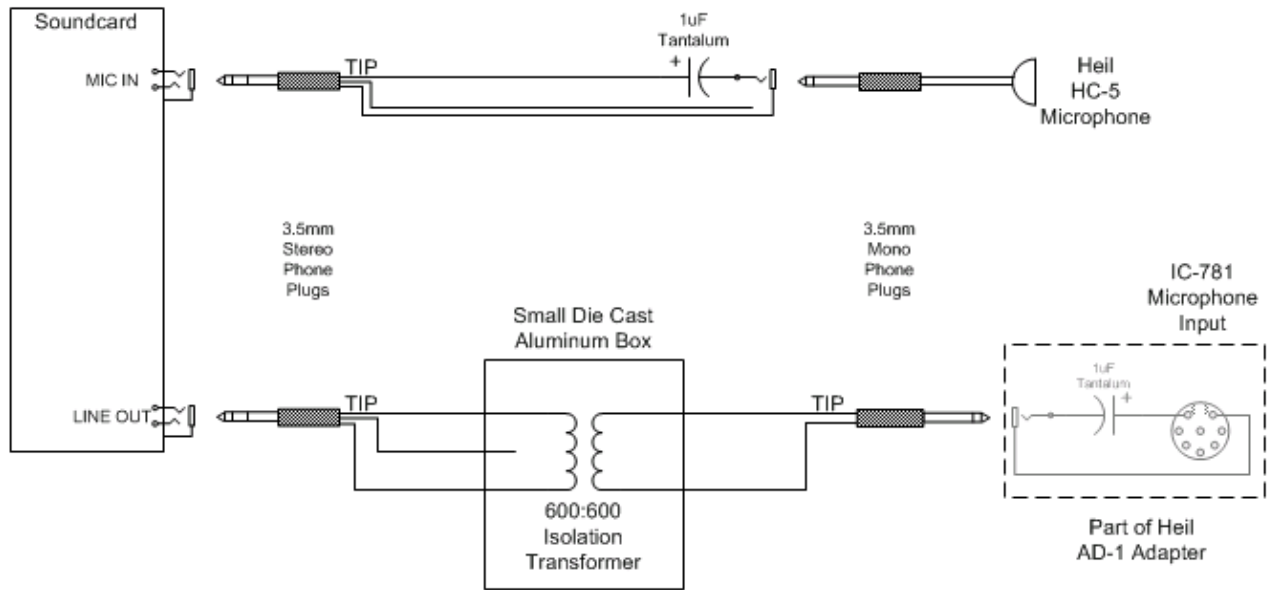 Soundcard
MIC IN
TIP
1uF
Tantalum
+
Heil
HC-5
Microphone
3.5mm
Stereo
Phone
Plugs
3.5mm
Mono
Phone
Plugs
IC-781
Microphone
Input
Small Die Cast
Aluminum Box
LINE OUT
TIP
TIP
1uF
Tantalum
+
600:600
Isolation
Transformer
Part of Heil
AD-1 Adapter